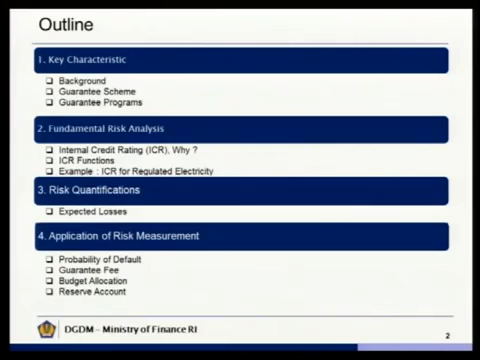 Outline
1. Key Characteristic
❑ Background
❑ Guarantee Scheme
❑ Guarantee Programs
2. Fundamental Risk Analysis
❑ Internal Credit Rating (ICR), Why ?
❑ ICR Functions
❑ Example : ICR for Regulated Electricity
3. Risk Quantifications
❑ Expected Losses
4. Application of Risk Measurement
❑ Probability of Default
❑ Guarantee Fee
❑ Budget Allocation
❑ Reserve Account
DGDM – Ministry of Finance RI
2